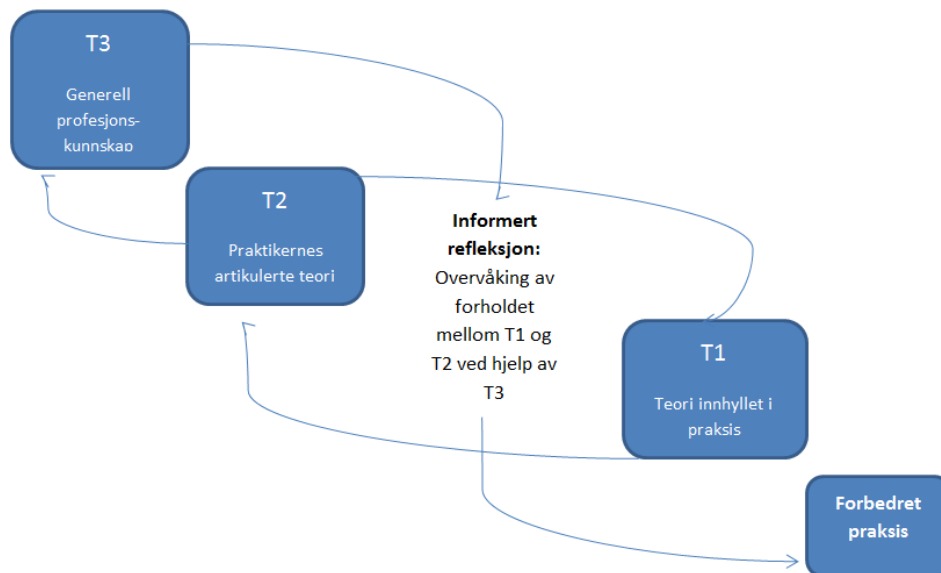 T3
Generell
profesjons-
kunnskap
T2
Praktikernes
artikulerte teori
Informert
refleksjon:
Overvåking av
forholdet
mellom T1 og
T2 ved hjelp av
T3
T1
Teori innhyllet i
praksis
Forbedret
praksis